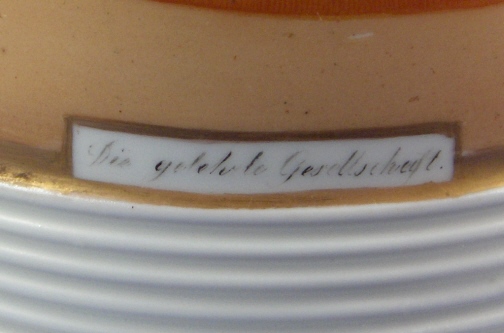 Die gelehrte Gesellschaft.